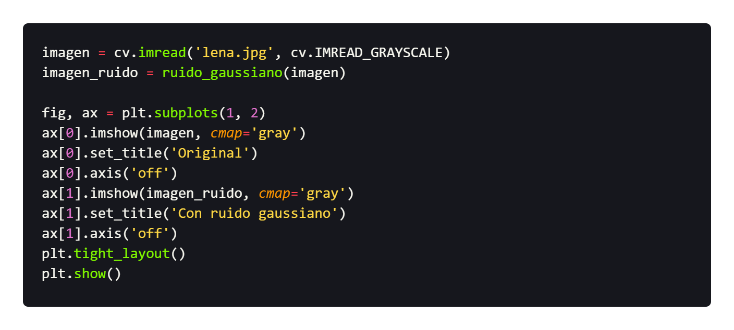 imagen = cv.imread('lena.jpg', cv.IMREAD_GRAYSCALE)
imagen_ruido = ruido_gaussiano(imagen)

fig, ax = plt.subplots(1, 2)
ax[0].imshow(imagen, cmap='gray')
ax[0].set_title('Original')
ax[0].axis('off')
ax[1].imshow(imagen_ruido, cmap='gray')
ax[1].set_title('Con ruido gaussiano')
ax[1].axis('off')
plt.tight_layout()
plt.show()